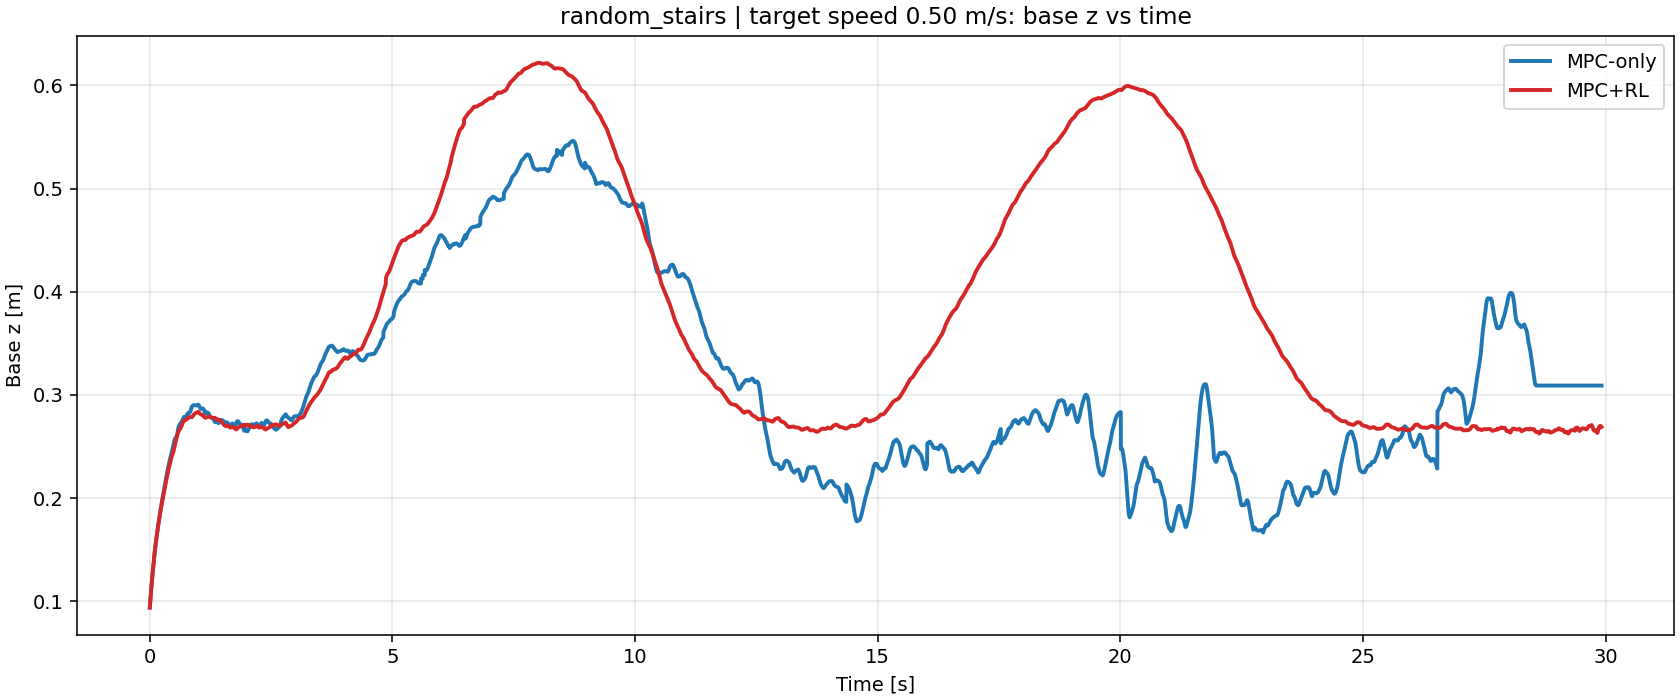 random_stairs | target speed 0.50 m/s: base z vs time
MPC-only
MPC+RL
Base z [m]
0.6
0.5
0.4
0.3
0.2
0.1
0
5
10
15
20
25
30
Time [s]